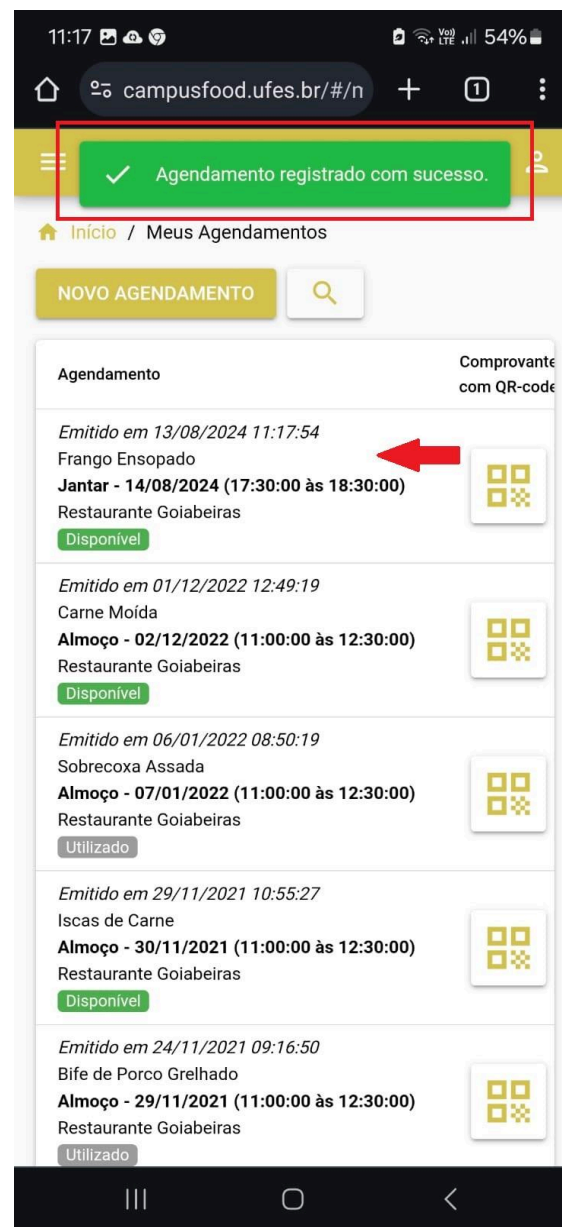 11:17 LTE 54%
campusfood.ufes.br/#/n + 1
Agendamento registrado com sucesso.
Início / Meus Agendamentos
NOVO AGENDAMENTO
Agendamento
Comprovante
com QR-code
Emitido em 13/08/2024 11:17:54
Frango Ensopado
Jantar - 14/08/2024 (17:30:00 às 18:30:00)
Restaurante Goiabeiras
Disponível
Emitido em 01/12/2022 12:49:19
Carne Moída
Almoço - 02/12/2022 (11:00:00 às 12:30:00)
Restaurante Goiabeiras
Disponível
Emitido em 06/01/2022 08:50:19
Sobrecoxa Assada
Almoço - 07/01/2022 (11:00:00 às 12:30:00)
Restaurante Goiabeiras
Utilizado
Emitido em 29/11/2021 10:55:27
Iscas de Carne
Almoço - 30/11/2021 (11:00:00 às 12:30:00)
Restaurante Goiabeiras
Disponível
Emitido em 24/11/2021 09:16:50
Bife de Porco Grelhado
Almoço - 29/11/2021 (11:00:00 às 12:30:00)
Restaurante Goiabeiras
Utilizado